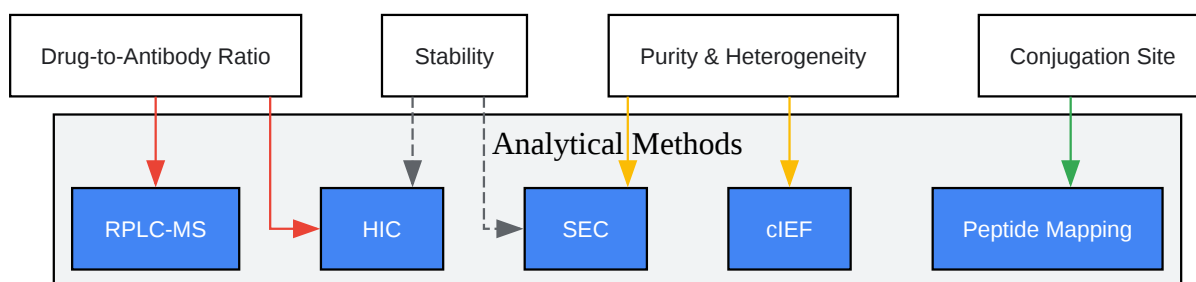 Drug-to-Antibody Ratio
Stability
Purity & Heterogeneity
Conjugation Site
Analytical Methods
RPLC-MS
HIC
SEC
cIEF
Peptide Mapping